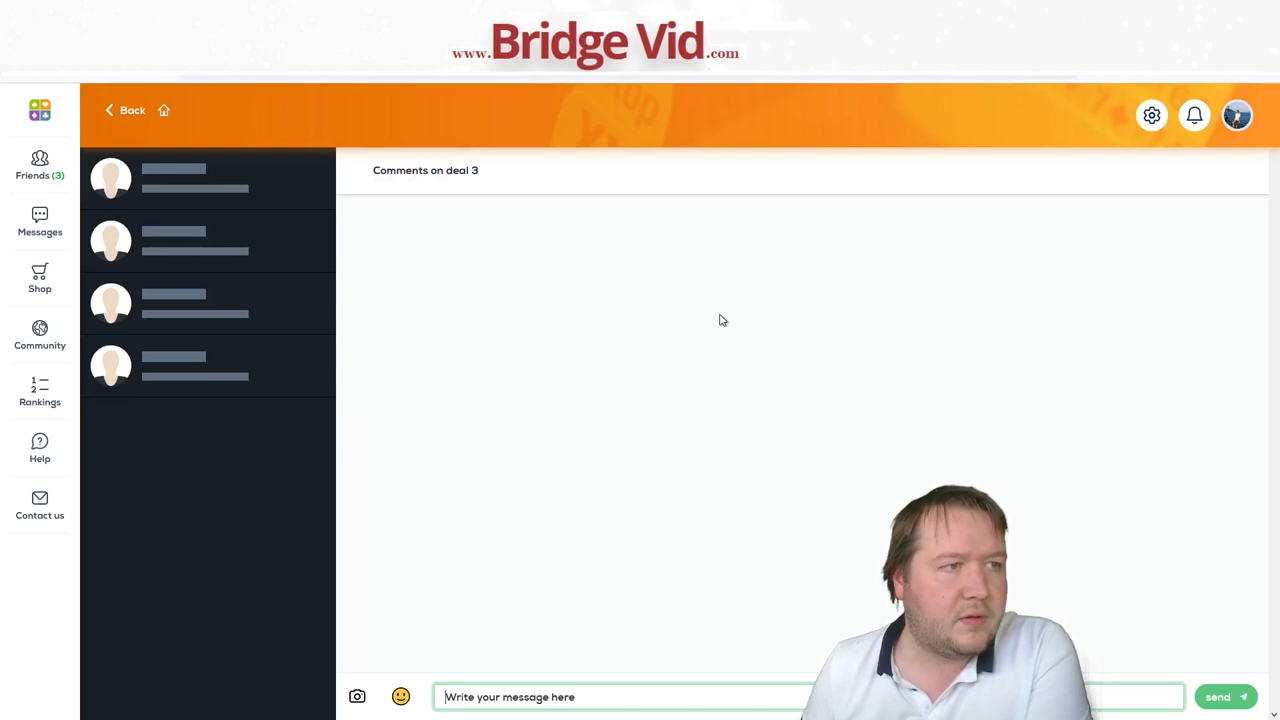 www.Bridge Vid.com
Back
Friends (3)
Messages
Shop
Community
1
2
Rankings
?
Help
Contact us
Comments on deal 3
Write your message here
send